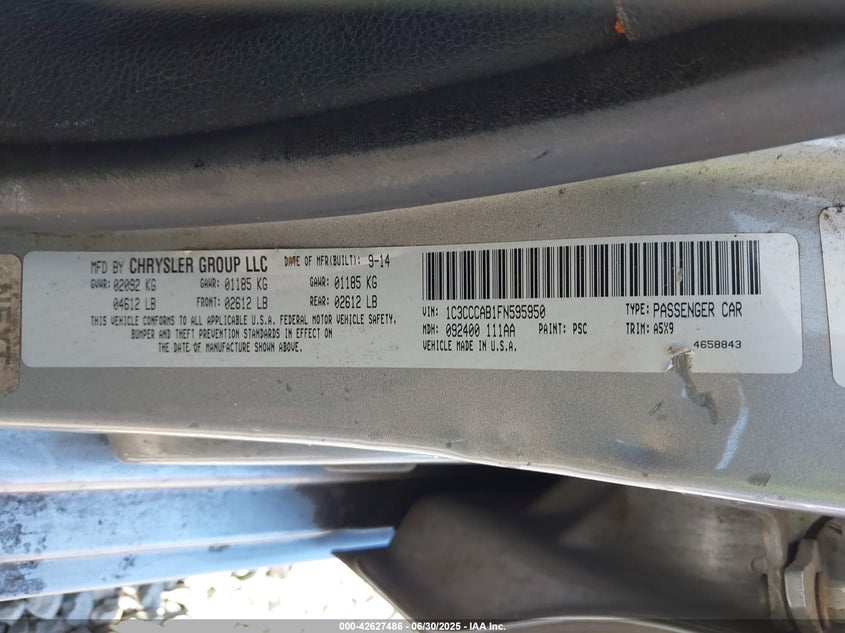 MFD BY CHRYSLER GROUP LLC DATE OF MFR(BUILT): 9-14
GVWR: 02092 KG GAWR: 01185 KG GAWR: 01185 KG
04612 LB FRONT: 02612 LB REAR: 02612 LB
THIS VEHICLE CONFORMS TO ALL APPLICABLE U.S.A. FEDERAL MOTOR VEHICLE SAFETY,
BUMPER AND THEFT PREVENTION STANDARDS IN EFFECT ON
THE DATE OF MANUFACTURE SHOWN ABOVE.
VIN: 1C3CCCAB1FN595950 TYPE: PASSENGER CAR
MDH: 092400 111AA PAINT: PSC TRIM: A5X9
VEHICLE MADE IN U.S.A. 4658843
000-42627486 - 06/30/2025 - IAA Inc.